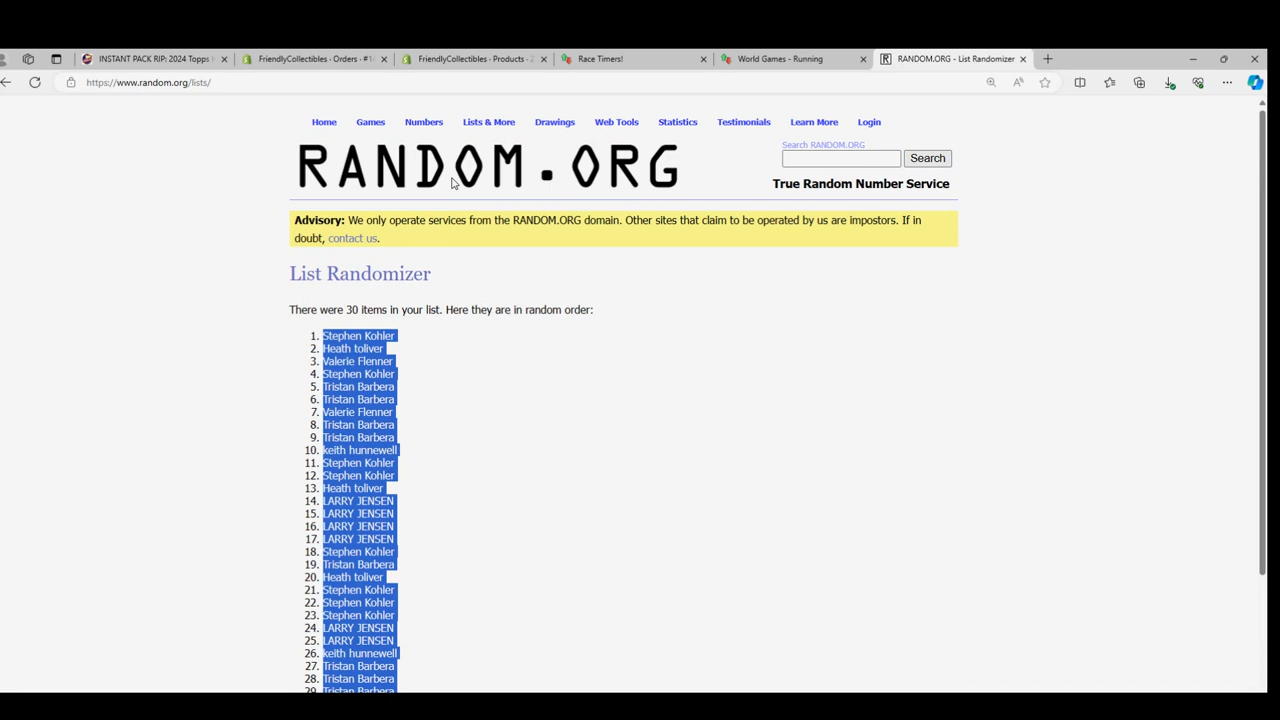 INSTANT PACK RIP: 2024 Topps
FriendlyCollectibles · Orders · #1
FriendlyCollectibles · Products · 2
Race Timers!
World Games - Running
RANDOM.ORG - List Randomizer
https://www.random.org/lists/
Home Games Numbers Lists & More Drawings Web Tools Statistics Testimonials Learn More Login
RANDOM.ORG
Search RANDOM.ORG
Search
True Random Number Service
Advisory: We only operate services from the RANDOM.ORG domain. Other sites that claim to be operated by us are impostors. If in
doubt, contact us.
List Randomizer
There were 30 items in your list. Here they are in random order:
1. Stephen Kohler
2. Heath toliver
3. Valerie Flenner
4. Stephen Kohler
5. Tristan Barbera
6. Tristan Barbera
7. Valerie Flenner
8. Tristan Barbera
9. Tristan Barbera
10. keith hunnewell
11. Stephen Kohler
12. Stephen Kohler
13. Heath toliver
14. LARRY JENSEN
15. LARRY JENSEN
16. LARRY JENSEN
17. LARRY JENSEN
18. Stephen Kohler
19. Tristan Barbera
20. Heath toliver
21. Stephen Kohler
22. Stephen Kohler
23. Stephen Kohler
24. LARRY JENSEN
25. LARRY JENSEN
26. keith hunnewell
27. Tristan Barbera
28. Tristan Barbera
29. Tristan Barbera